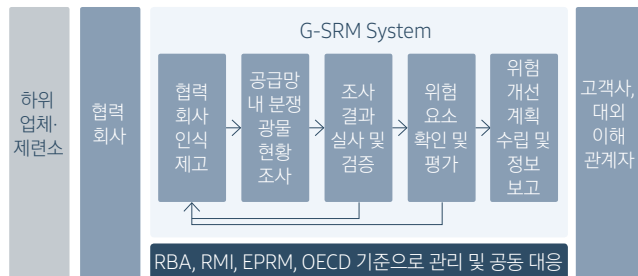 하위
업체·
제련소
협력
회사
G-SRM System
협력
회사
인식
제고
공급망
내 분쟁
광물
현황
조사
조사
결과
실사 및
검증
위험
요소
확인 및
평가
위험
개선
계획
수립 및
정보
보고
고객사,
대외
이해
관계자
RBA, RMI, EPRM, OECD 기준으로 관리 및 공동 대응